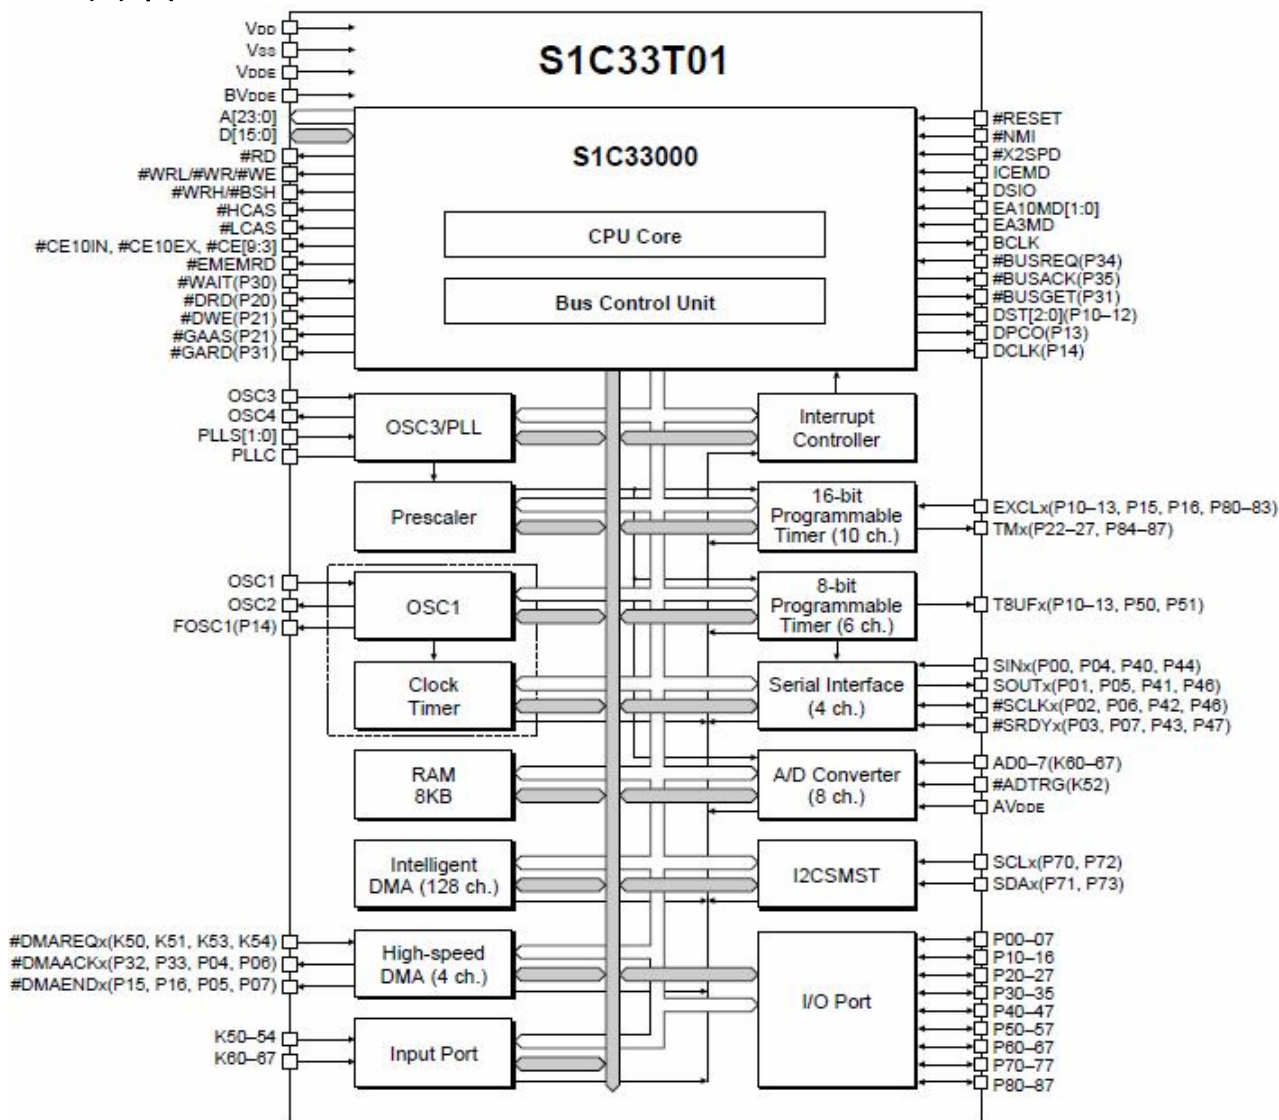 S1C33T01
VDD
VSS
VDDE
BVDDE
A[23:0]
D[15:0]
#RD
#WRL/#WR/#WE
#WRH/#BSH
#HCAS
#LCAS
#CE10IN, #CE10EX, #CE[9:3]
#EMEMRD
#WAIT(P30)
#DRD(P20)
#DWE(P21)
#GAAS(P21)
#GARD(P31)
S1C33000
CPU Core
Bus Control Unit
#RESET
#NMI
#X2SPD
ICEMD
DSIO
EA10MD[1:0]
EA3MD
BCLK
#BUSREQ(P34)
#BUSACK(P35)
#BUSGET(P31)
DST[2:0](P10–12)
DPCO(P13)
DCLK(P14)
OSC3
OSC4
PLLS[1:0]
PLLC
OSC3/PLL
Interrupt
Controller
Prescaler
16-bit
Programmable
Timer (10 ch.)
EXCLx(P10–13, P15, P16, P80–83)
TMx(P22–27, P84–87)
OSC1
OSC2
FOSC1(P14)
OSC1
8-bit
Programmable
Timer (6 ch.)
T8UFx(P10–13, P50, P51)
Clock
Timer
Serial Interface
(4 ch.)
SINx(P00, P04, P40, P44)
SOUTx(P01, P05, P41, P46)
#SCLKx(P02, P06, P42, P46)
#SRDYx(P03, P07, P43, P47)
RAM
8KB
A/D Converter
(8 ch.)
AD0–7(K60–67)
#ADTRG(K52)
AVDDE
Intelligent
DMA (128 ch.)
I2CSMST
SCLx(P70, P72)
SDAx(P71, P73)
#DMAREQx(K50, K51, K53, K54)
#DMAACKx(P32, P33, P04, P06)
#DMAENDx(P15, P16, P05, P07)
High-speed
DMA (4 ch.)
I/O Port
P00–07
P10–16
P20–27
P30–35
P40–47
P50–57
P60–67
P70–77
P80–87
K50–54
K60–67
Input Port